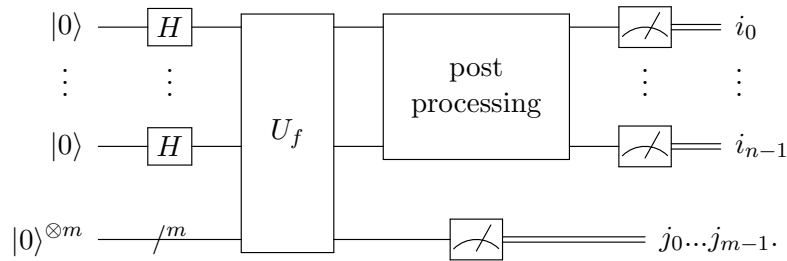 |0⟩ H i₀
⋮ ⋮ post processing ⋮ ⋮
U_f
|0⟩ H i_{n−1}
|0⟩^{⊗m} m j₀...j_{m−1}.